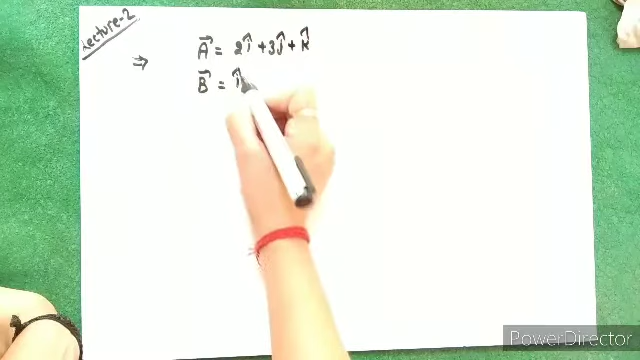 Lecture-2
⇒ A⃗ = 2î + 3ĵ + k̂
B⃗ = î
PowerDirector